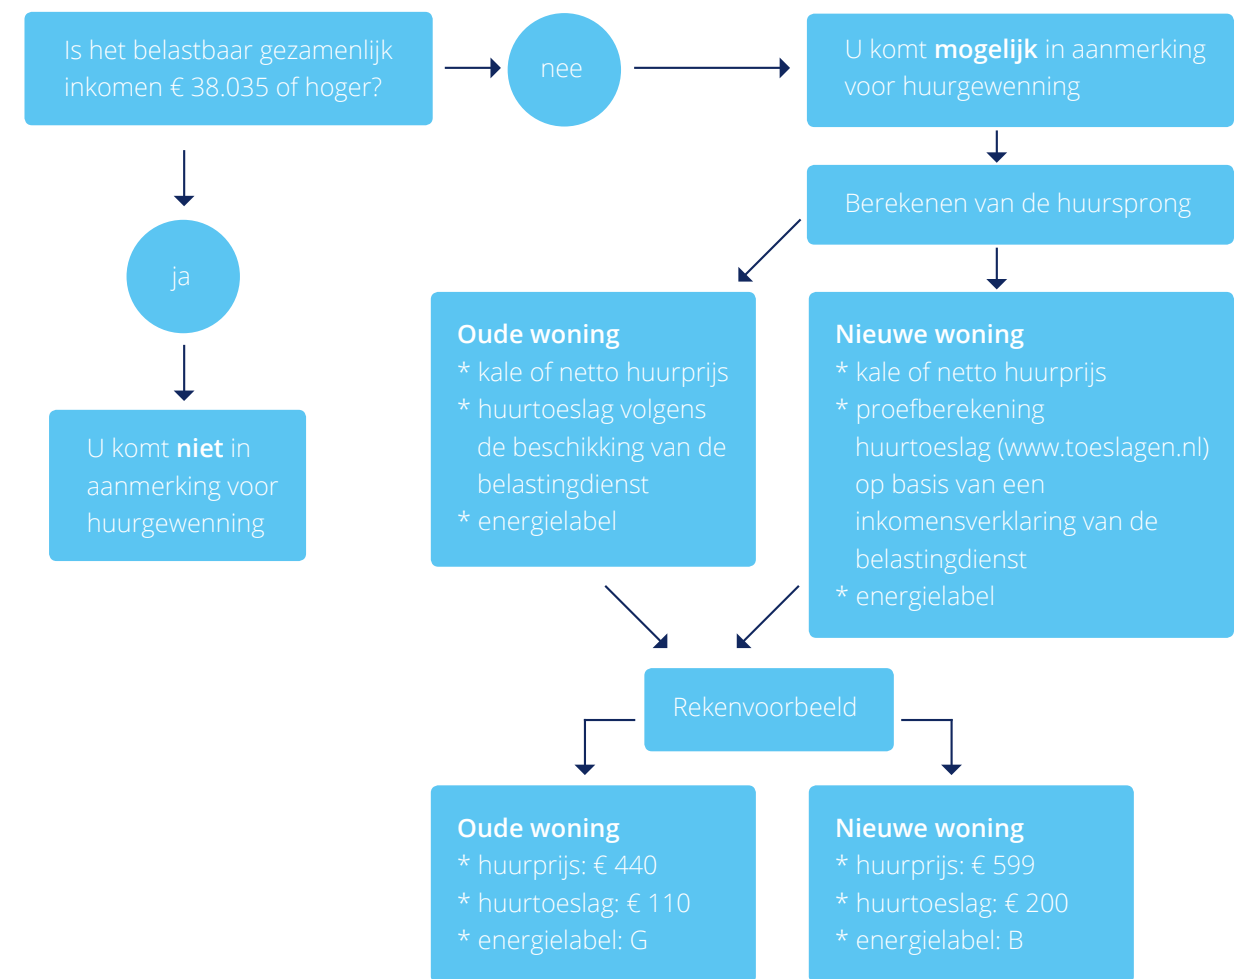 Is het belastbaar gezamenlijk
inkomen € 38.035 of hoger?
nee
U komt mogelijk in aanmerking
voor huurgewenning
Berekenen van de huursprong
ja
U komt niet in
aanmerking voor
huurgewenning
Oude woning
* kale of netto huurprijs
* huurtoeslag volgens
de beschikking van de
belastingdienst
* energielabel
Nieuwe woning
* kale of netto huurprijs
* proefberekening
huurtoeslag (www.toeslagen.nl)
op basis van een
inkomensverklaring van de
belastingdienst
* energielabel
Rekenvoorbeeld
Oude woning
* huurprijs: € 440
* huurtoeslag: € 110
* energielabel: G
Nieuwe woning
* huurprijs: € 599
* huurtoeslag: € 200
* energielabel: B